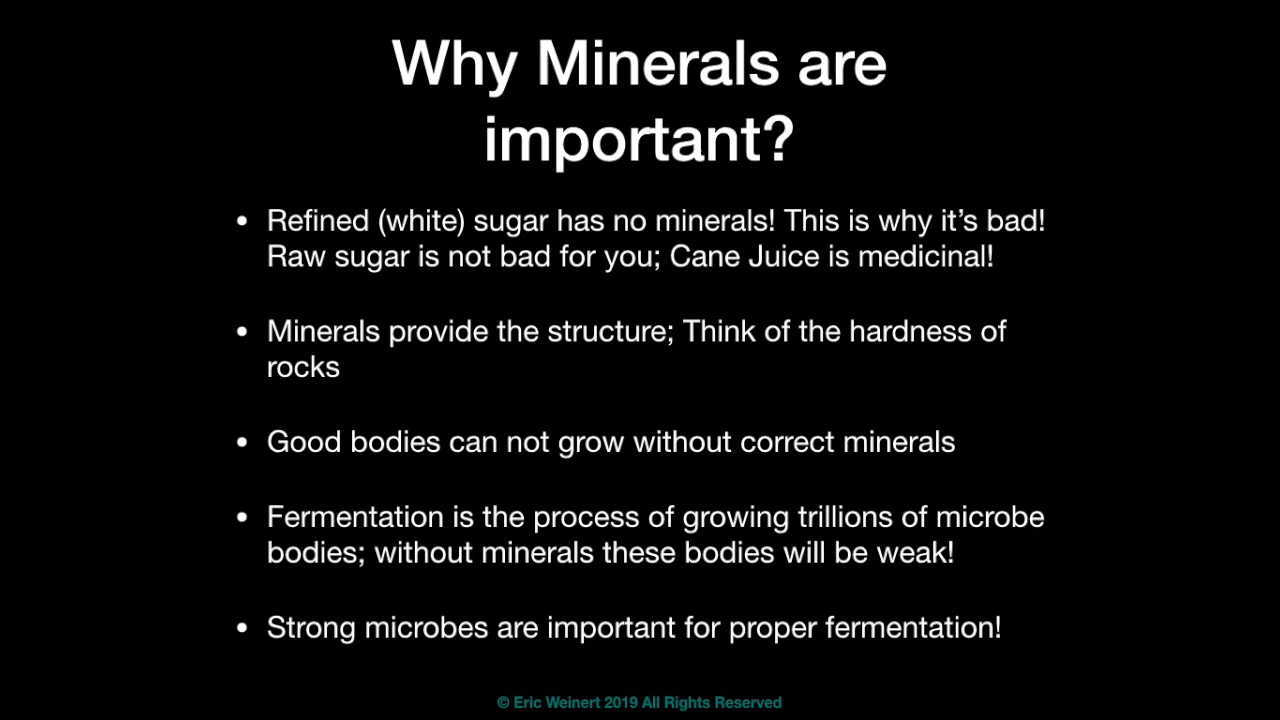 Why Minerals are
important?
• Refined (white) sugar has no minerals! This is why it’s bad!
Raw sugar is not bad for you; Cane Juice is medicinal!
• Minerals provide the structure; Think of the hardness of
rocks
• Good bodies can not grow without correct minerals
• Fermentation is the process of growing trillions of microbe
bodies; without minerals these bodies will be weak!
• Strong microbes are important for proper fermentation!
© Eric Weinert 2019 All Rights Reserved